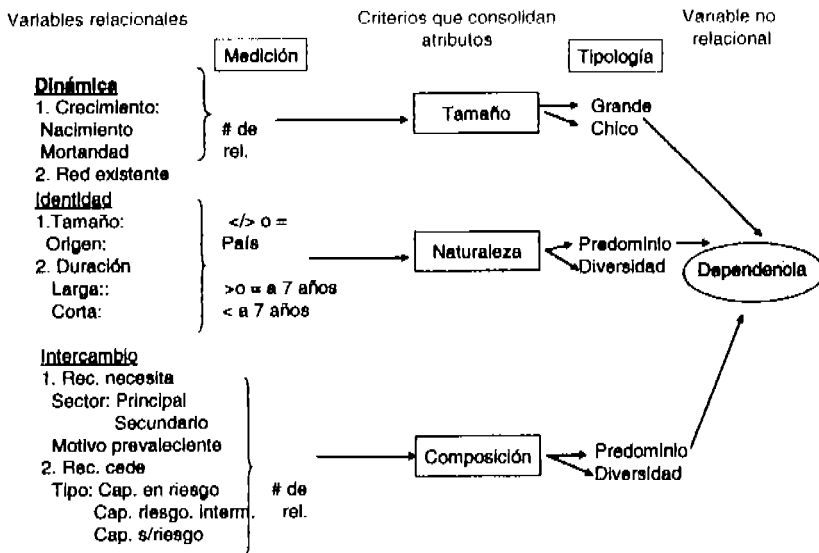 Variables relacionales
Criterios que consolidan
atributos
Variable no
relacional
Medición
Tipología
Dinámica
1. Crecimiento:
Nacimiento
Mortandad
2. Red existente
# de
rel.
Tamaño
Grande
Chico
Identidad
1.Tamaño:
Origen:
2. Duración
Larga::
Corta:
</> o =
País
>o = a 7 años
< a 7 años
Naturaleza
Predominio
Diversidad
Dependencia
Intercambio
1. Rec. necesita
Sector: Principal
Secundario
Motivo prevaleciente
2. Rec. cede
Tipo: Cap. en riesgo
Cap. riesgo. interm.
Cap. s/riesgo
# de
rel.
Composición
Predominio
Diversidad